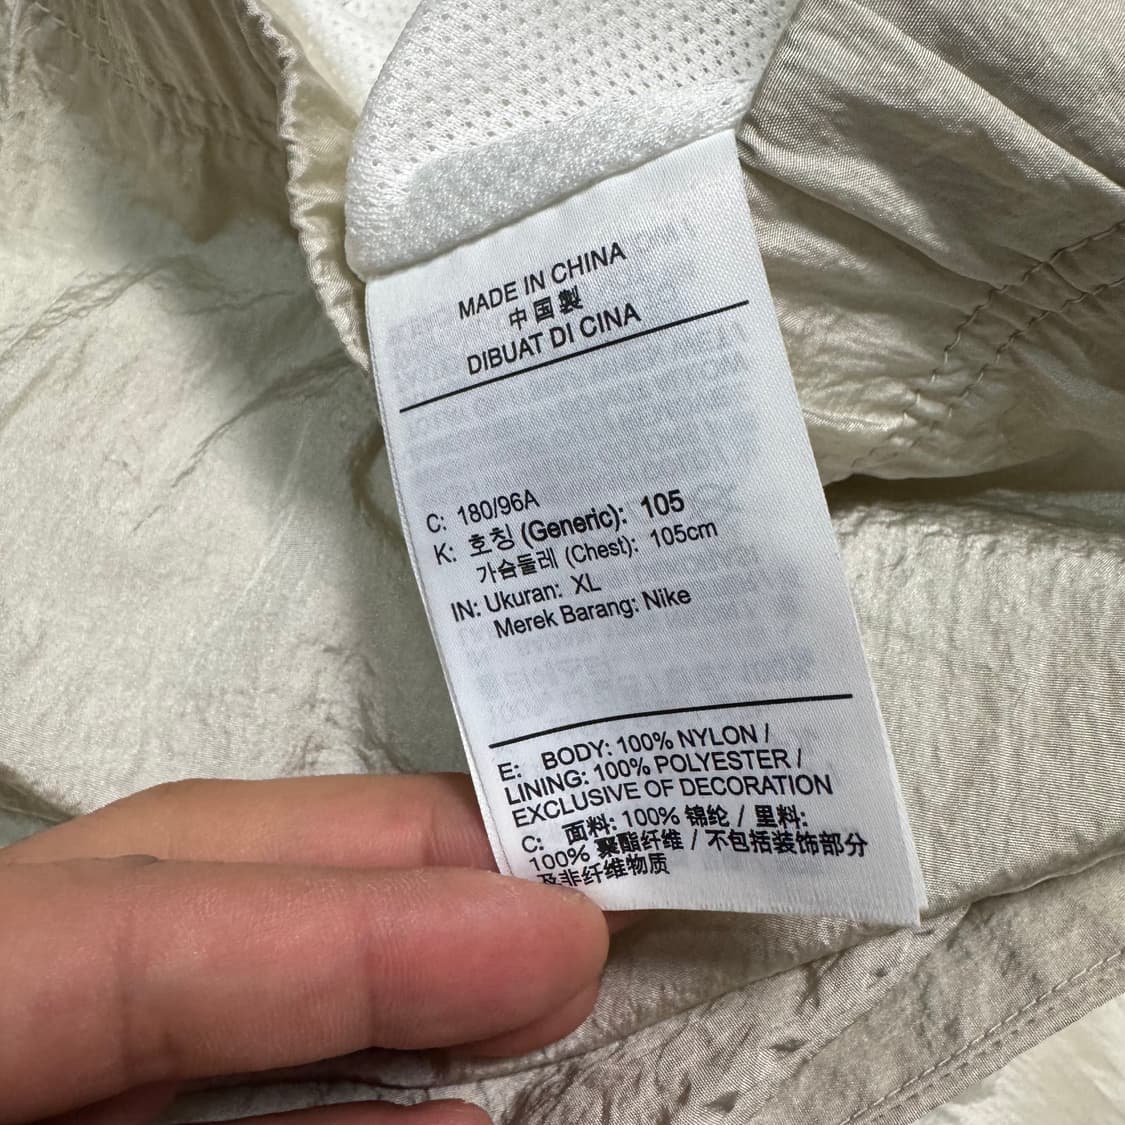 MADE IN CHINA
中国製
DIBUAT DI CINA
C: 180/96A
K: 호칭 (Generic): 105
가슴둘레 (Chest): 105cm
IN: Ukuran: XL
Merek Barang: Nike
E: BODY: 100% NYLON /
LINING: 100% POLYESTER /
EXCLUSIVE OF DECORATION
C: 面料: 100% 锦纶 / 里料:
100% 聚酯纤维 / 不包括装饰部分
及非纤维物质